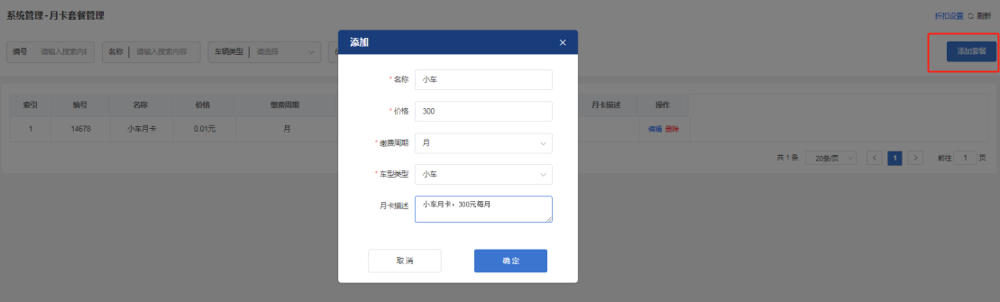 系统管理-月卡套餐管理
折扣设置 刷新
编号 请输入搜索内
名称 请输入搜索内容
车辆类型 请选择
添加套餐
索引 编号 名称 价格 缴费周期 月卡描述 操作
1 14678 小车月卡 0.01元 月 编辑 删除
共 1 条 20条/页 1 前往 1 页
添加
* 名称 小车
* 价格 300
* 缴费周期 月
* 车型类型 小车
月卡描述 小车月卡，300元每月
取 消 确 定